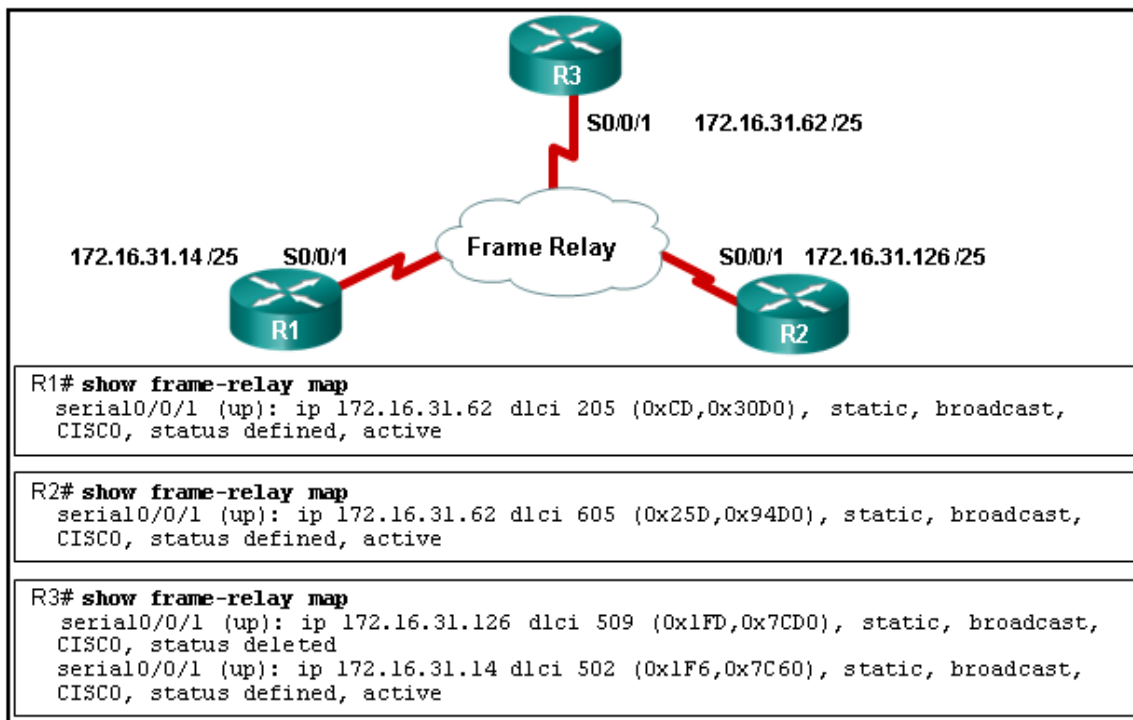 R3
S0/0/1 172.16.31.62 /25
Frame Relay
172.16.31.14 /25 S0/0/1
S0/0/1 172.16.31.126 /25
R1
R2
R1# show frame-relay map
serial0/0/1 (up): ip 172.16.31.62 dlci 205 (0xCD,0x30D0), static, broadcast,
CISCO, status defined, active
R2# show frame-relay map
serial0/0/1 (up): ip 172.16.31.62 dlci 605 (0x25D,0x94D0), static, broadcast,
CISCO, status defined, active
R3# show frame-relay map
serial0/0/1 (up): ip 172.16.31.126 dlci 509 (0x1FD,0x7CD0), static, broadcast,
CISCO, status deleted
serial0/0/1 (up): ip 172.16.31.14 dlci 502 (0x1F6,0x7C60), static, broadcast,
CISCO, status defined, active